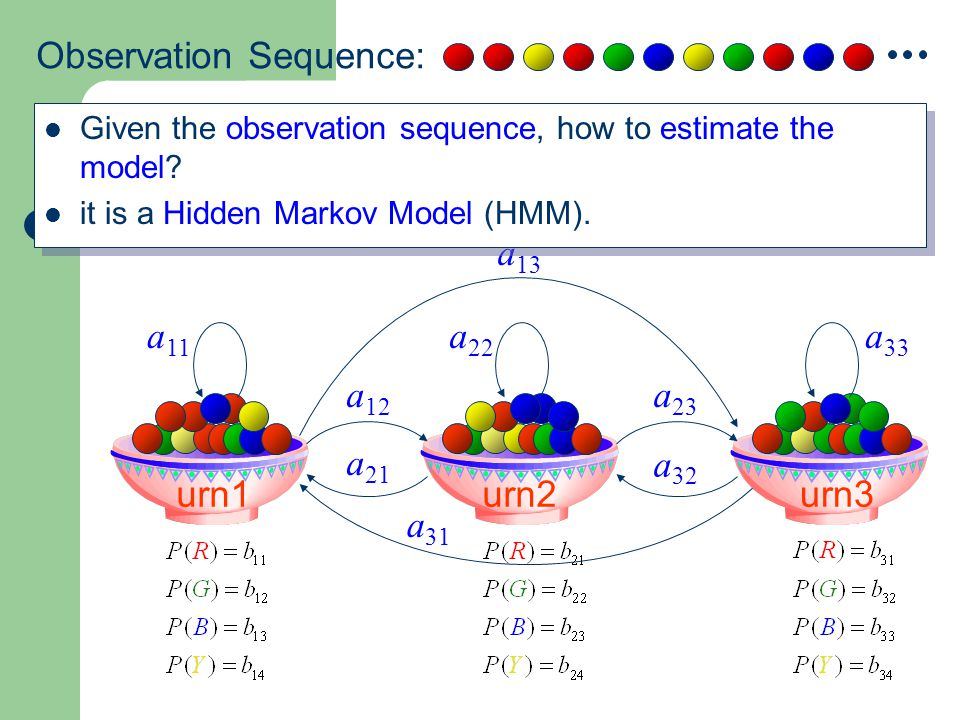 Observation Sequence: ...
● Given the observation sequence, how to estimate the
model?
● it is a Hidden Markov Model (HMM).
a13
a11 a22 a33
a12 a23
a21 a32
urn1 urn2 urn3
a31
P(R) = b11 P(R) = b21 P(R) = b31
P(G) = b12 P(G) = b22 P(G) = b32
P(B) = b13 P(B) = b23 P(B) = b33
P(Y) = b14 P(Y) = b24 P(Y) = b34